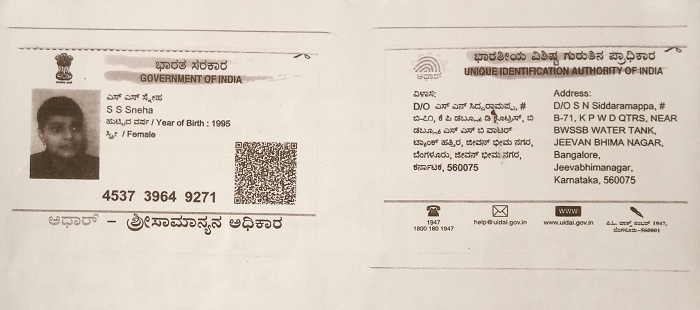 ಭಾರತ ಸರಕಾರ
GOVERNMENT OF INDIA
ಎಸ್ ಎಸ್ ಸ್ನೇಹ
S S Sneha
ಹುಟ್ಟಿದ ವರ್ಷ / Year of Birth : 1995
ಸ್ತ್ರೀ / Female
4537 3964 9271
ಆಧಾರ್ – ಶ್ರೀಸಾಮಾನ್ಯನ ಅಧಿಕಾರ
ಭಾರತೀಯ ವಿಶಿಷ್ಟ ಗುರುತಿನ ಪ್ರಾಧಿಕಾರ
UNIQUE IDENTIFICATION AUTHORITY OF INDIA
ಆಧಾರ್
ವಿಳಾಸ:
D/O ಎಸ್ ಎನ್ ಸಿದ್ದರಾಮಪ್ಪ, #
ಡಬ್ಲ್ಯೂ ಎಸ್ ಎಸ್ ಬಿ ವಾಟರ್
ಟ್ಯಾಂಕ್ ಹತ್ತಿರ, ಜೀವನ್ ಭೀಮ ನಗರ,
ಬೆಂಗಳೂರು, ಜೀವನ್ ಭೀಮ ನಗರ,
ಕರ್ನಾಟಕ, 560075
Address:
D/O S N Siddaramappa, #
B-71, K P W D QTRS, NEAR
BWSSB WATER TANK,
JEEVAN BHIMA NAGAR,
Bangalore,
Jeevabhimanagar,
Karnataka, 560075
1947
1800 180 1947
help@uidai.gov.in
WWW
www.uidai.gov.in
ಪಿ.ಓ. ಬಾಕ್ಸ್ ನಂಬರ್ 1947,
ಬೆಂಗಳೂರು-560001